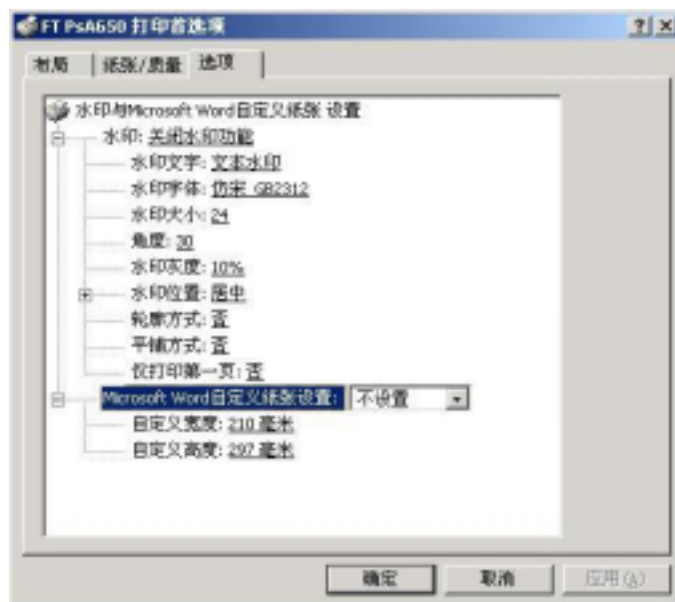 FT PsA650 打印首选项
布局 纸张/质量 选项
水印与Microsoft Word自定义纸张 设置
水印: 关闭水印功能
水印文字: 文本水印
水印字体: 仿宋_GB2312
水印大小: 24
角度: 30
水印灰度: 10%
水印位置: 居中
轮廓方式: 否
平铺方式: 否
仅打印第一页: 否
Microsoft Word自定义纸张设置: 不设置
自定义宽度: 210 毫米
自定义高度: 297 毫米
确定 取消 应用(A)